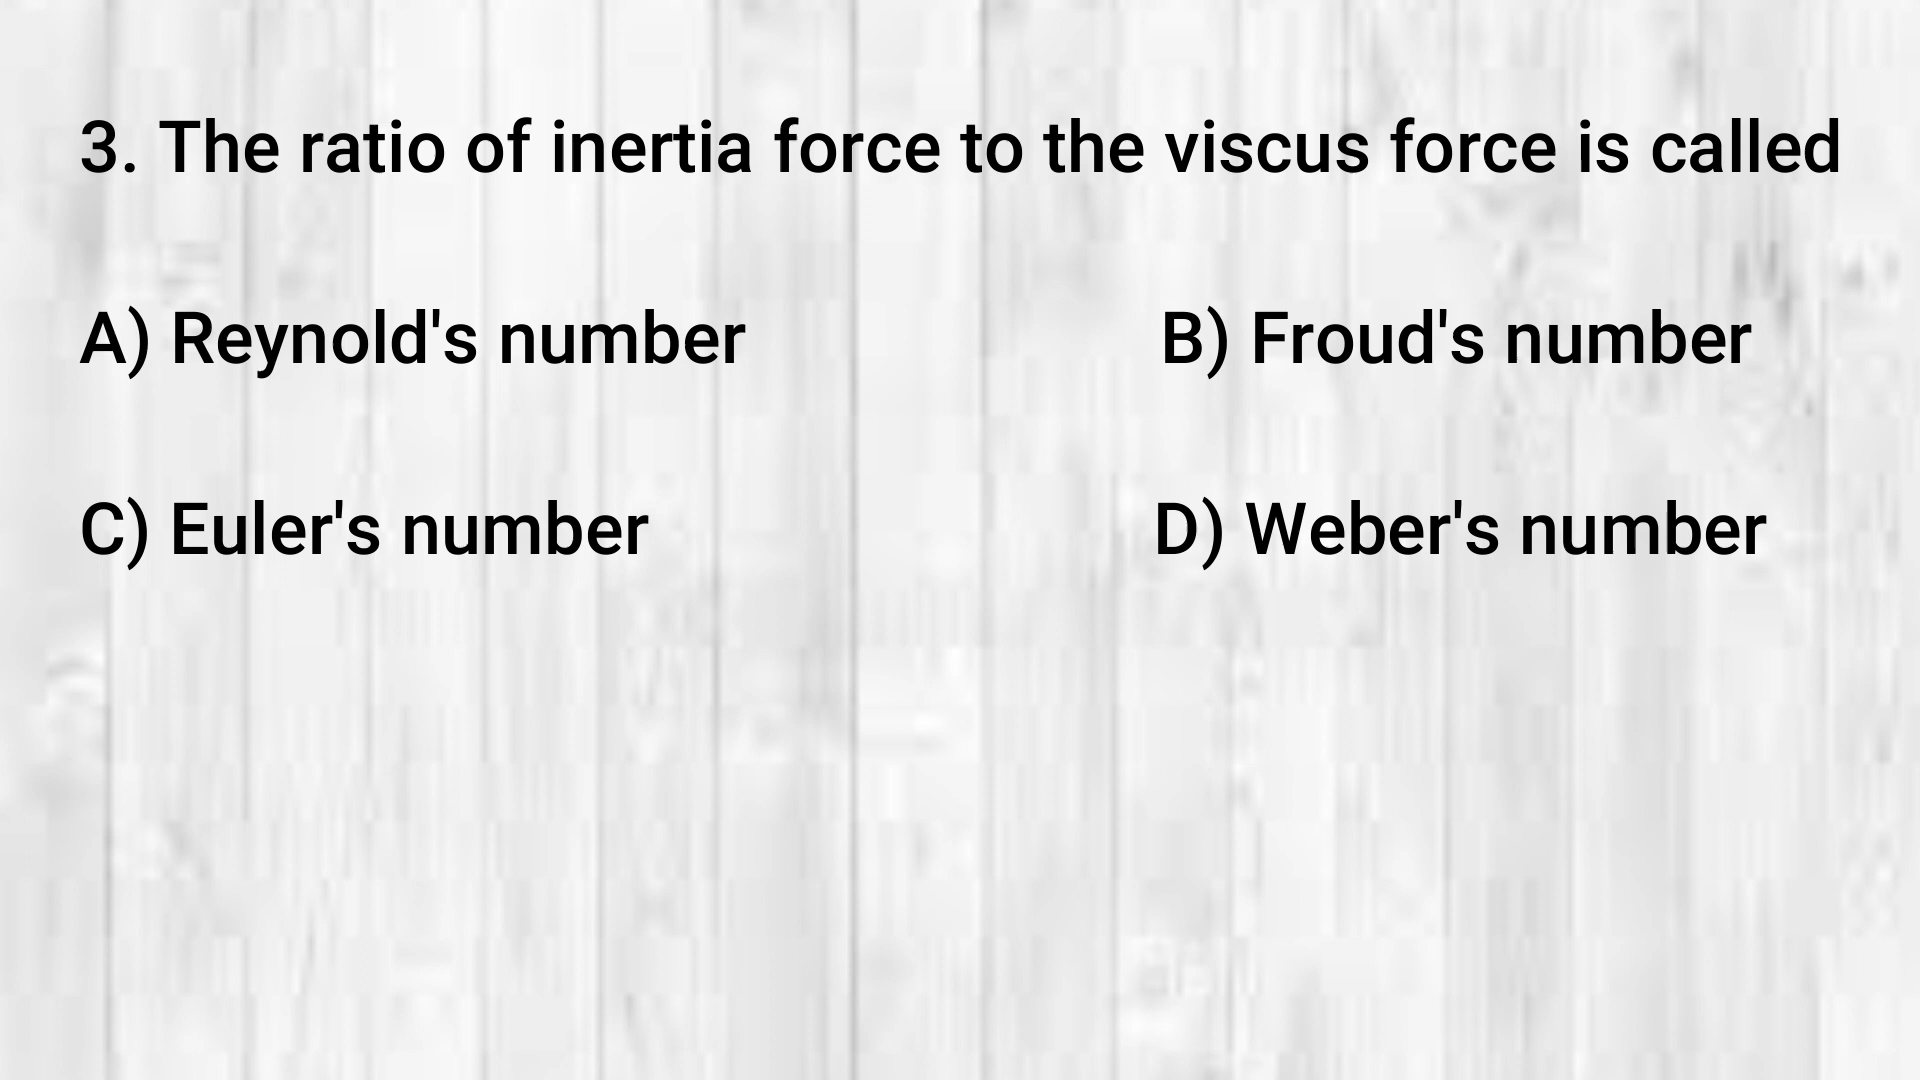 3. The ratio of inertia force to the viscus force is called
A) Reynold's number B) Froud's number
C) Euler's number D) Weber's number